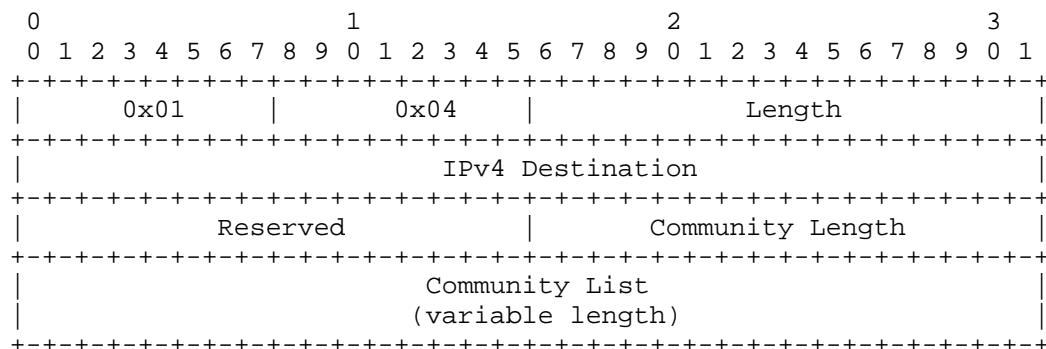 0                   1                   2                   3
 0 1 2 3 4 5 6 7 8 9 0 1 2 3 4 5 6 7 8 9 0 1 2 3 4 5 6 7 8 9 0 1
+-+-+-+-+-+-+-+-+-+-+-+-+-+-+-+-+-+-+-+-+-+-+-+-+-+-+-+-+-+-+-+-+
|      0x01     |      0x04     |             Length            |
+-+-+-+-+-+-+-+-+-+-+-+-+-+-+-+-+-+-+-+-+-+-+-+-+-+-+-+-+-+-+-+-+
|                          IPv4 Destination                     |
+-+-+-+-+-+-+-+-+-+-+-+-+-+-+-+-+-+-+-+-+-+-+-+-+-+-+-+-+-+-+-+-+
|            Reserved           |       Community Length        |
+-+-+-+-+-+-+-+-+-+-+-+-+-+-+-+-+-+-+-+-+-+-+-+-+-+-+-+-+-+-+-+-+
|                         Community List                        |
|                        (variable length)                      |
+-+-+-+-+-+-+-+-+-+-+-+-+-+-+-+-+-+-+-+-+-+-+-+-+-+-+-+-+-+-+-+-+